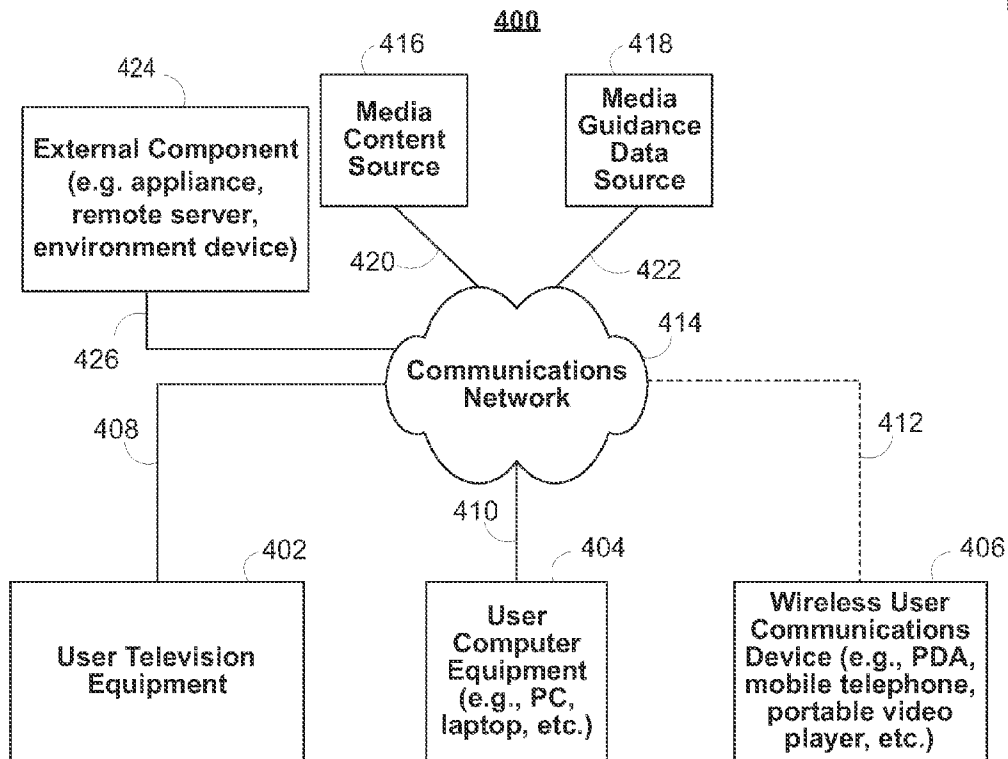 400
416
418
424
Media
Content
Source
Media
Guidance
Data
Source
External Component
(e.g. appliance,
remote server,
environment device)
420
422
426
414
Communications
Network
408
412
410
402
404
406
User Television
Equipment
User
Computer
Equipment
(e.g., PC,
laptop, etc.)
Wireless User
Communications
Device (e.g., PDA,
mobile telephone,
portable video
player, etc.)